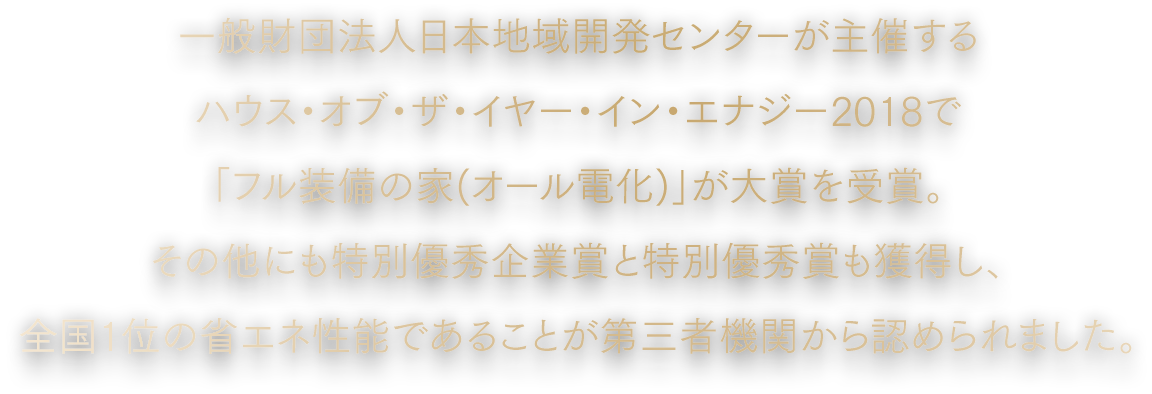 一般財団法人日本地域開発センターが主催する
ハウス・オブ・ザ・イヤー・イン・エナジー2018で
「フル装備の家(オール電化)」が大賞を受賞。
その他にも特別優秀企業賞と特別優秀賞も獲得し、
全国1位の省エネ性能であることが第三者機関から認められました。